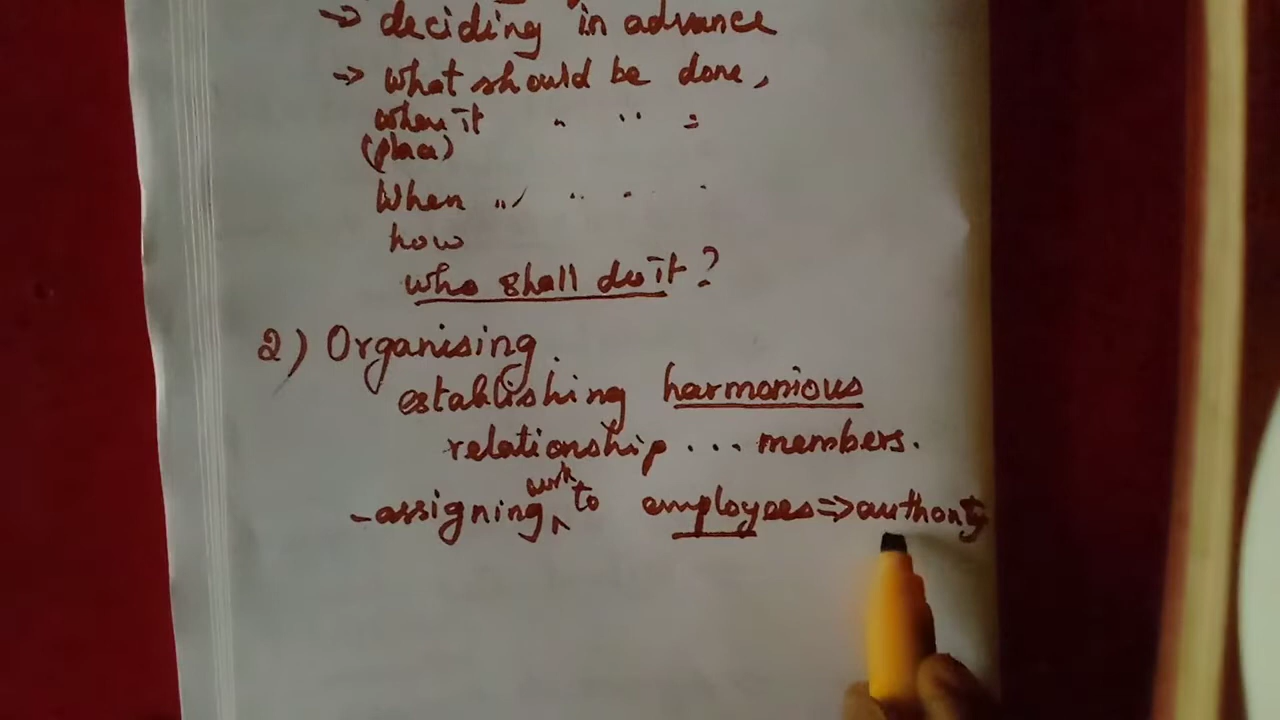 → deciding in advance
→ what should be done,
where it " " "
(place)
When " " " "
how
who shall do it ?
2) Organising.
establishing harmonious
relationship ... members.
- assigning ^ work to employees => authority